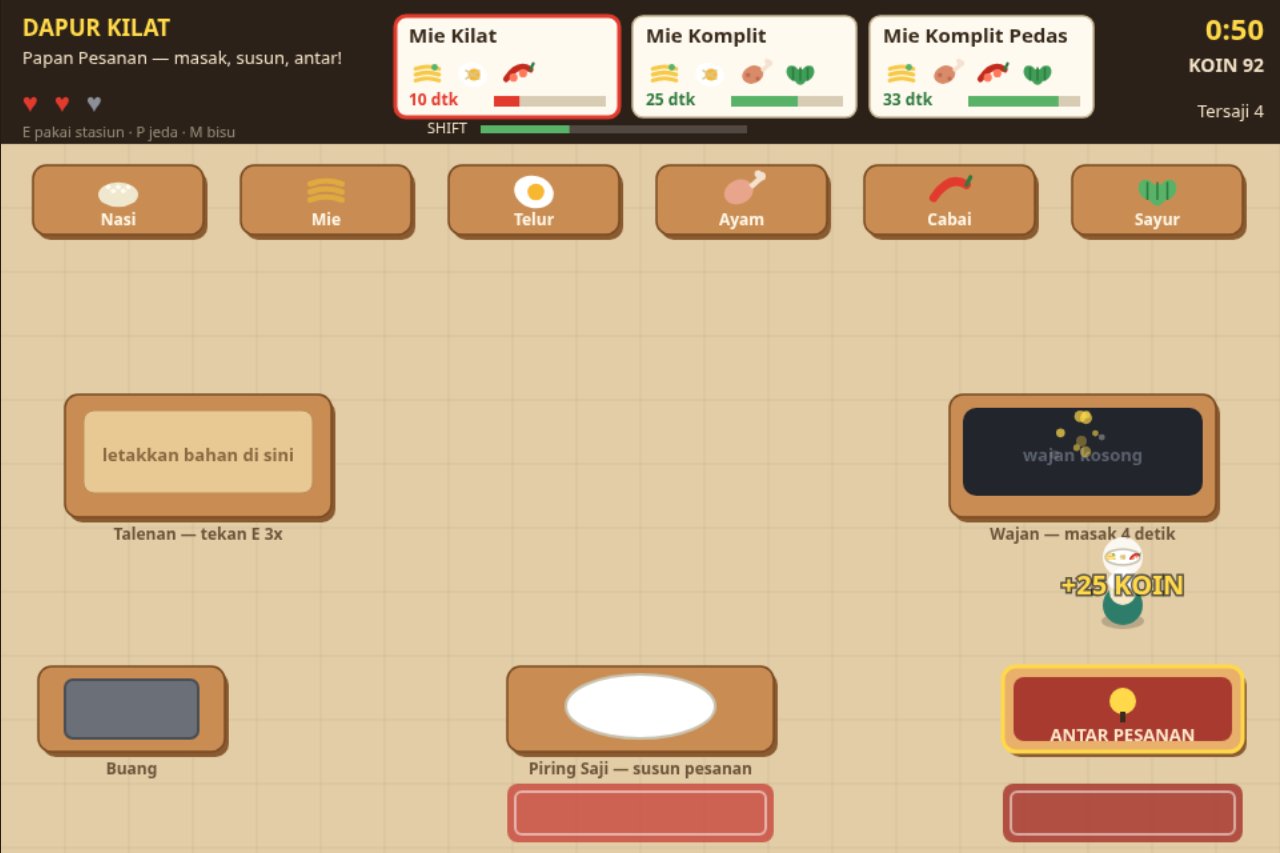 DAPUR KILAT
Papan Pesanan — masak, susun, antar!
E pakai stasiun · P jeda · M bisu
Mie Kilat
10 dtk
Mie Komplit
25 dtk
Mie Komplit Pedas
33 dtk
SHIFT
0:50
KOIN 92
Tersaji 4
Nasi
Mie
Telur
Ayam
Cabai
Sayur
letakkan bahan di sini
Talenan — tekan E 3x
wajan kosong
Wajan — masak 4 detik
+25 KOIN
Buang
Piring Saji — susun pesanan
ANTAR PESANAN